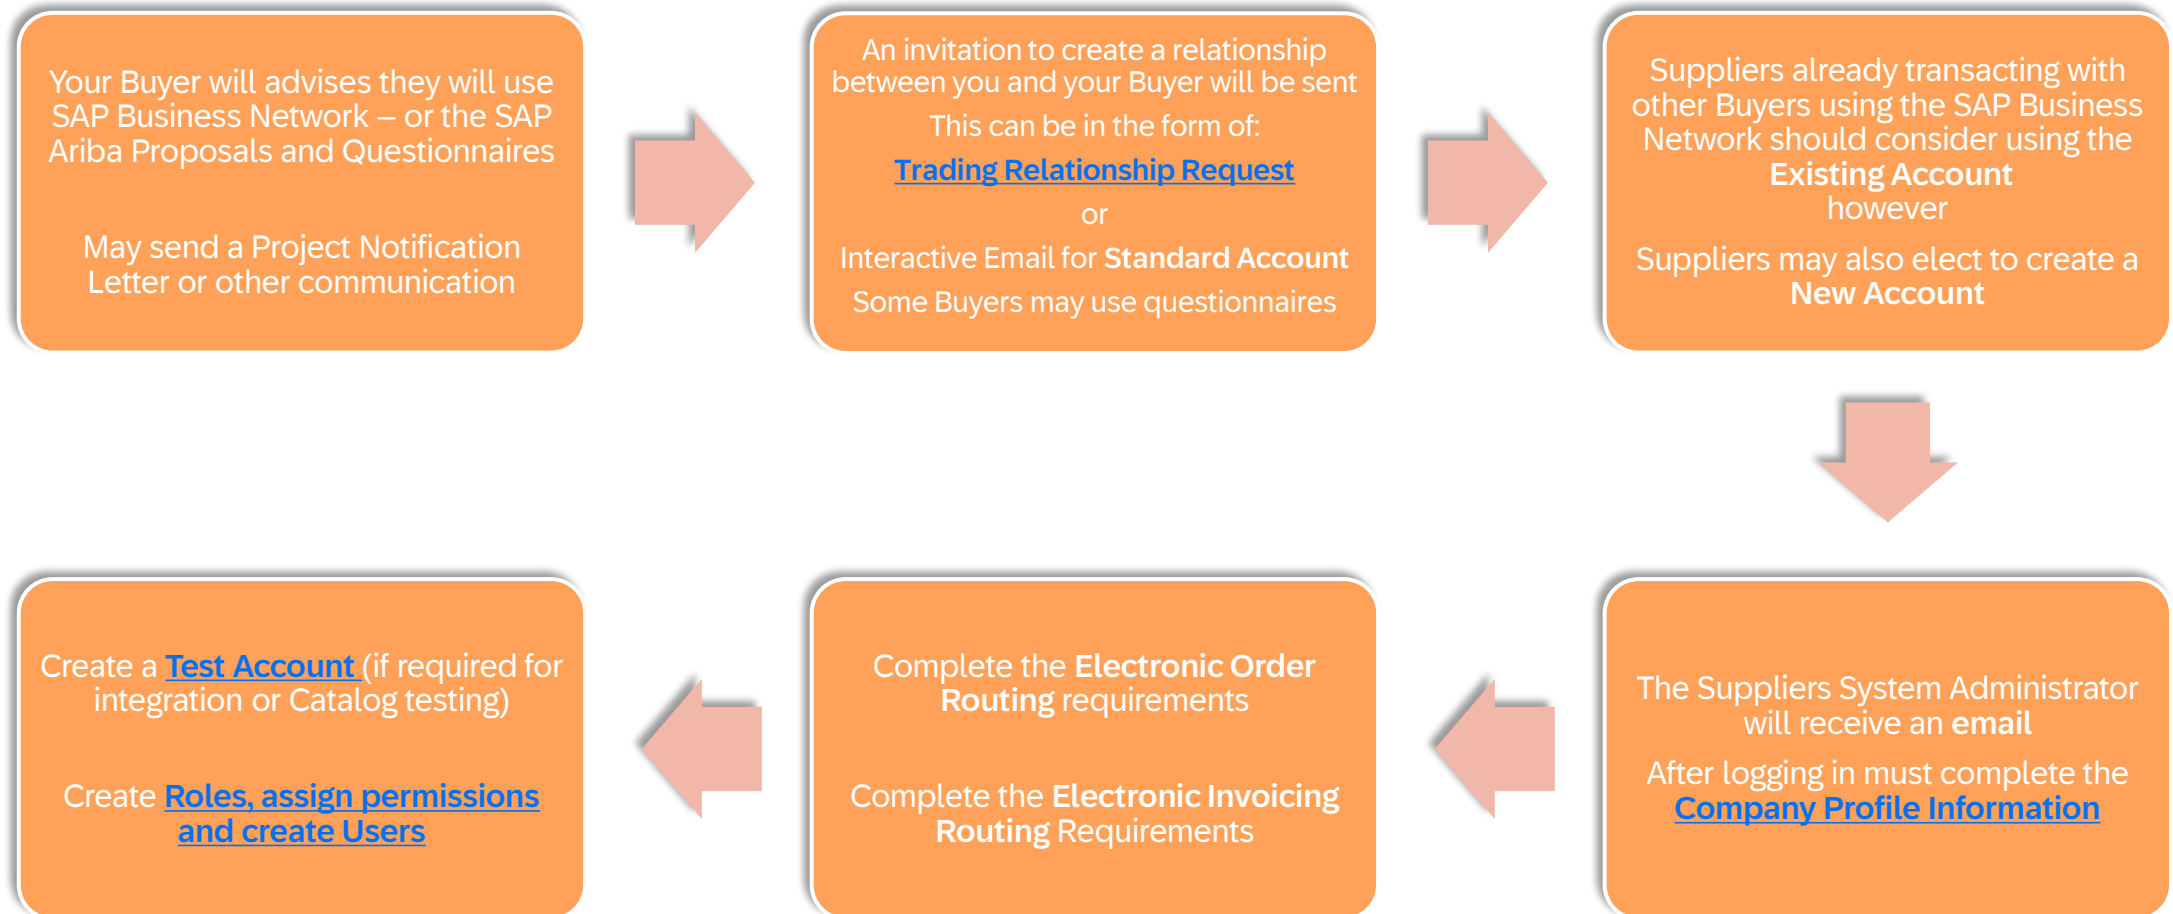 Your Buyer will advises they will use
SAP Business Network – or the SAP
Ariba Proposals and Questionnaires
May send a Project Notification
Letter or other communication
An invitation to create a relationship
between you and your Buyer will be sent
This can be in the form of:
Trading Relationship Request
or
Interactive Email for Standard Account
Some Buyers may use questionnaires
Suppliers already transacting with
other Buyers using the SAP Business
Network should consider using the
Existing Account
however
Suppliers may also elect to create a
New Account
The Suppliers System Administrator
will receive an email
After logging in must complete the
Company Profile Information
Complete the Electronic Order
Routing requirements
Complete the Electronic Invoicing
Routing Requirements
Create a Test Account (if required for
integration or Catalog testing)
Create Roles, assign permissions
and create Users